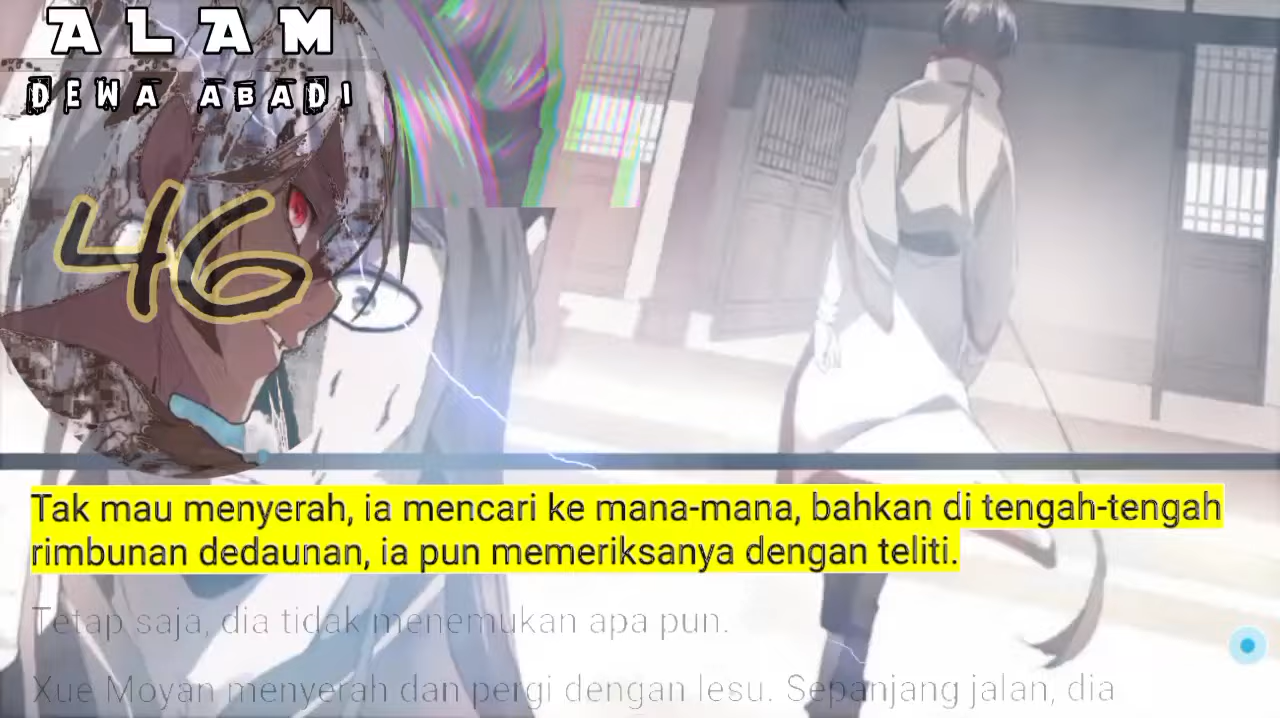 ALAM
DEWA ABADI
46
Tak mau menyerah, ia mencari ke mana-mana, bahkan di tengah-tengah
rimbunan dedaunan, ia pun memeriksanya dengan teliti.
Tetap saja, dia tidak menemukan apa pun.
Xue Moyan menyerah dan pergi dengan lesu. Sepanjang jalan, dia